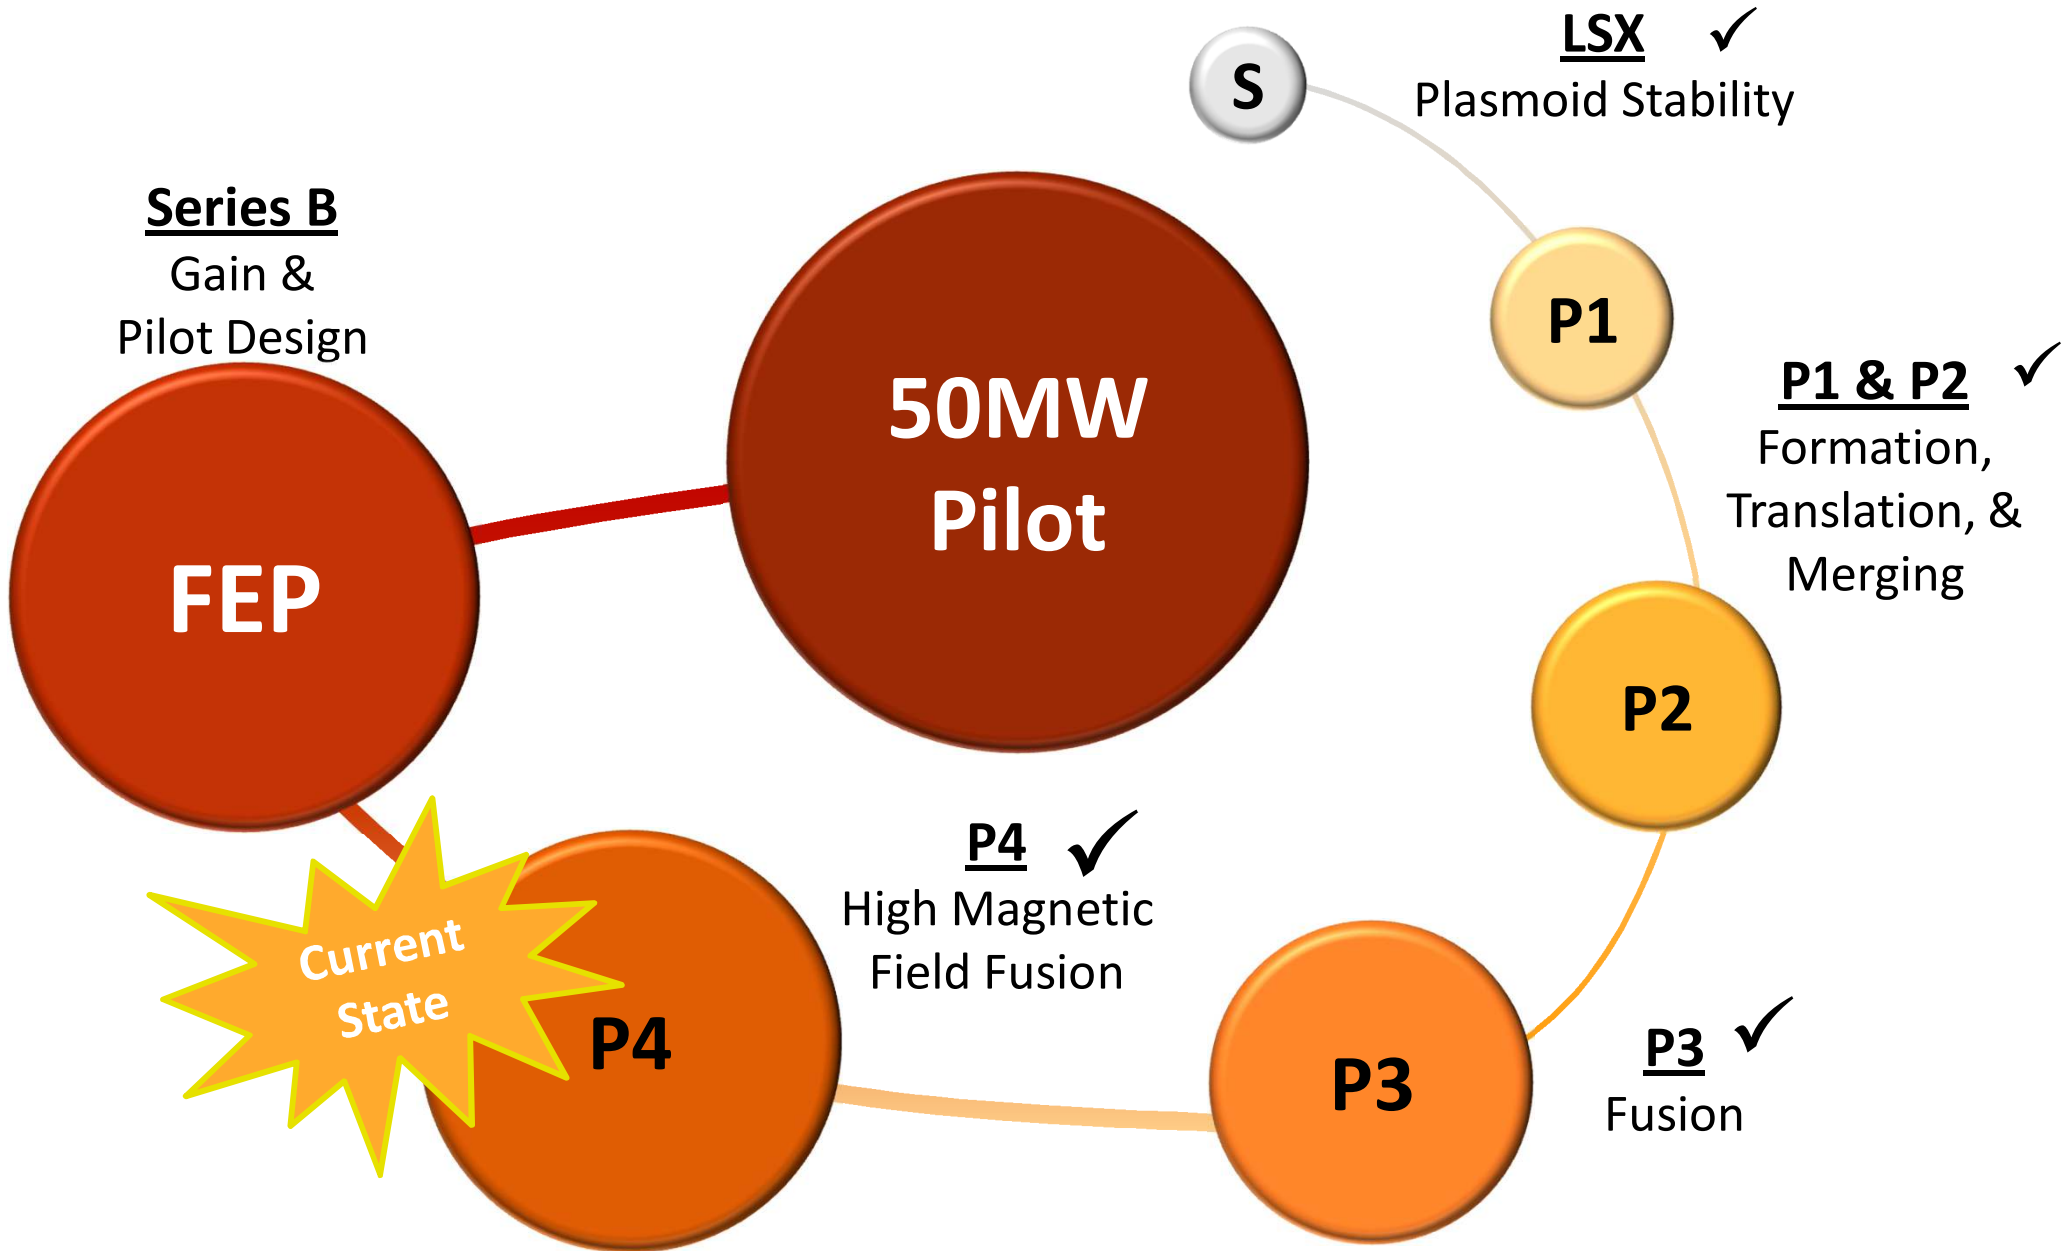 S
LSX ✓
Plasmoid Stability
P1
P1 & P2 ✓
Formation,
Translation, &
Merging
P2
P3 ✓
Fusion
P3
P4 ✓
High Magnetic
Field Fusion
P4
Current
State
Series B
Gain &
Pilot Design
FEP
50MW
Pilot